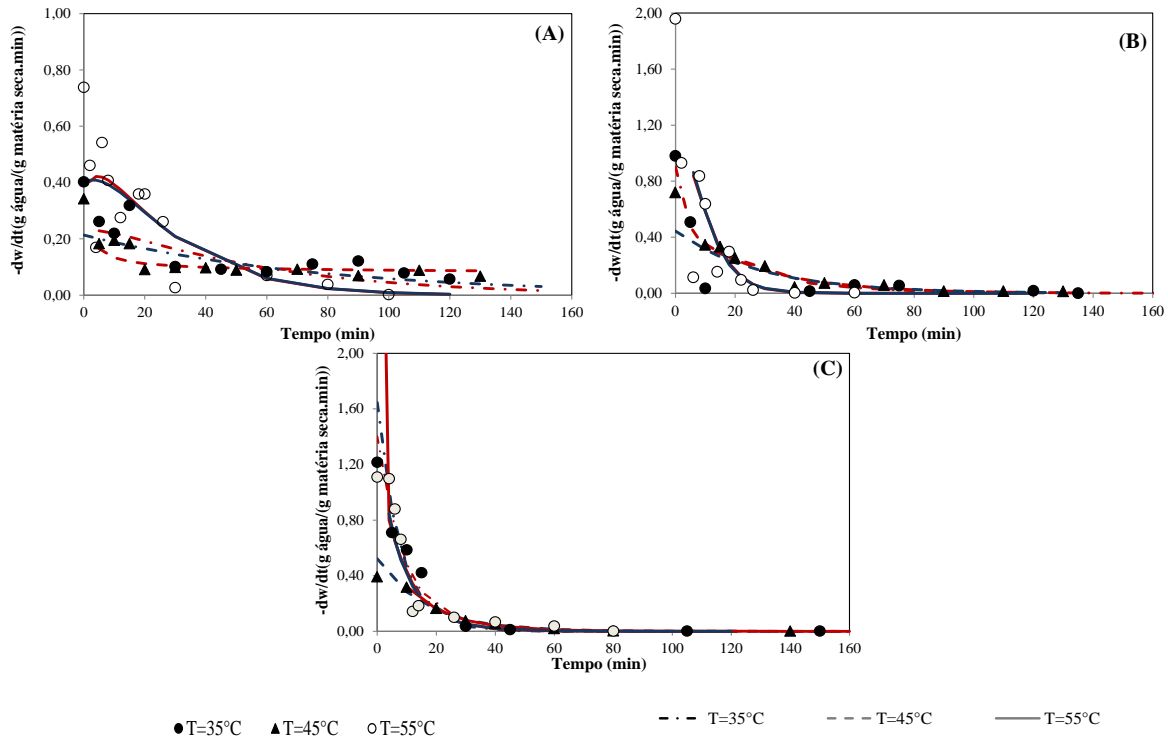 -dw/dt(g água/(g matéria seca.min))
1,00
0,80
0,60
0,40
0,20
0,00
(A)
0 20 40 60 80 100 120 140 160
Tempo (min)
-dw/dt(g água/(g matéria seca.min))
2,00
1,60
1,20
0,80
0,40
0,00
(B)
0 20 40 60 80 100 120 140 160
Tempo (min)
-dw/dt(g água/(g matéria seca.min))
2,00
1,60
1,20
0,80
0,40
0,00
(C)
0 20 40 60 80 100 120 140 160
Tempo (min)
T=35°C T=45°C T=55°C
T=35°C T=45°C T=55°C